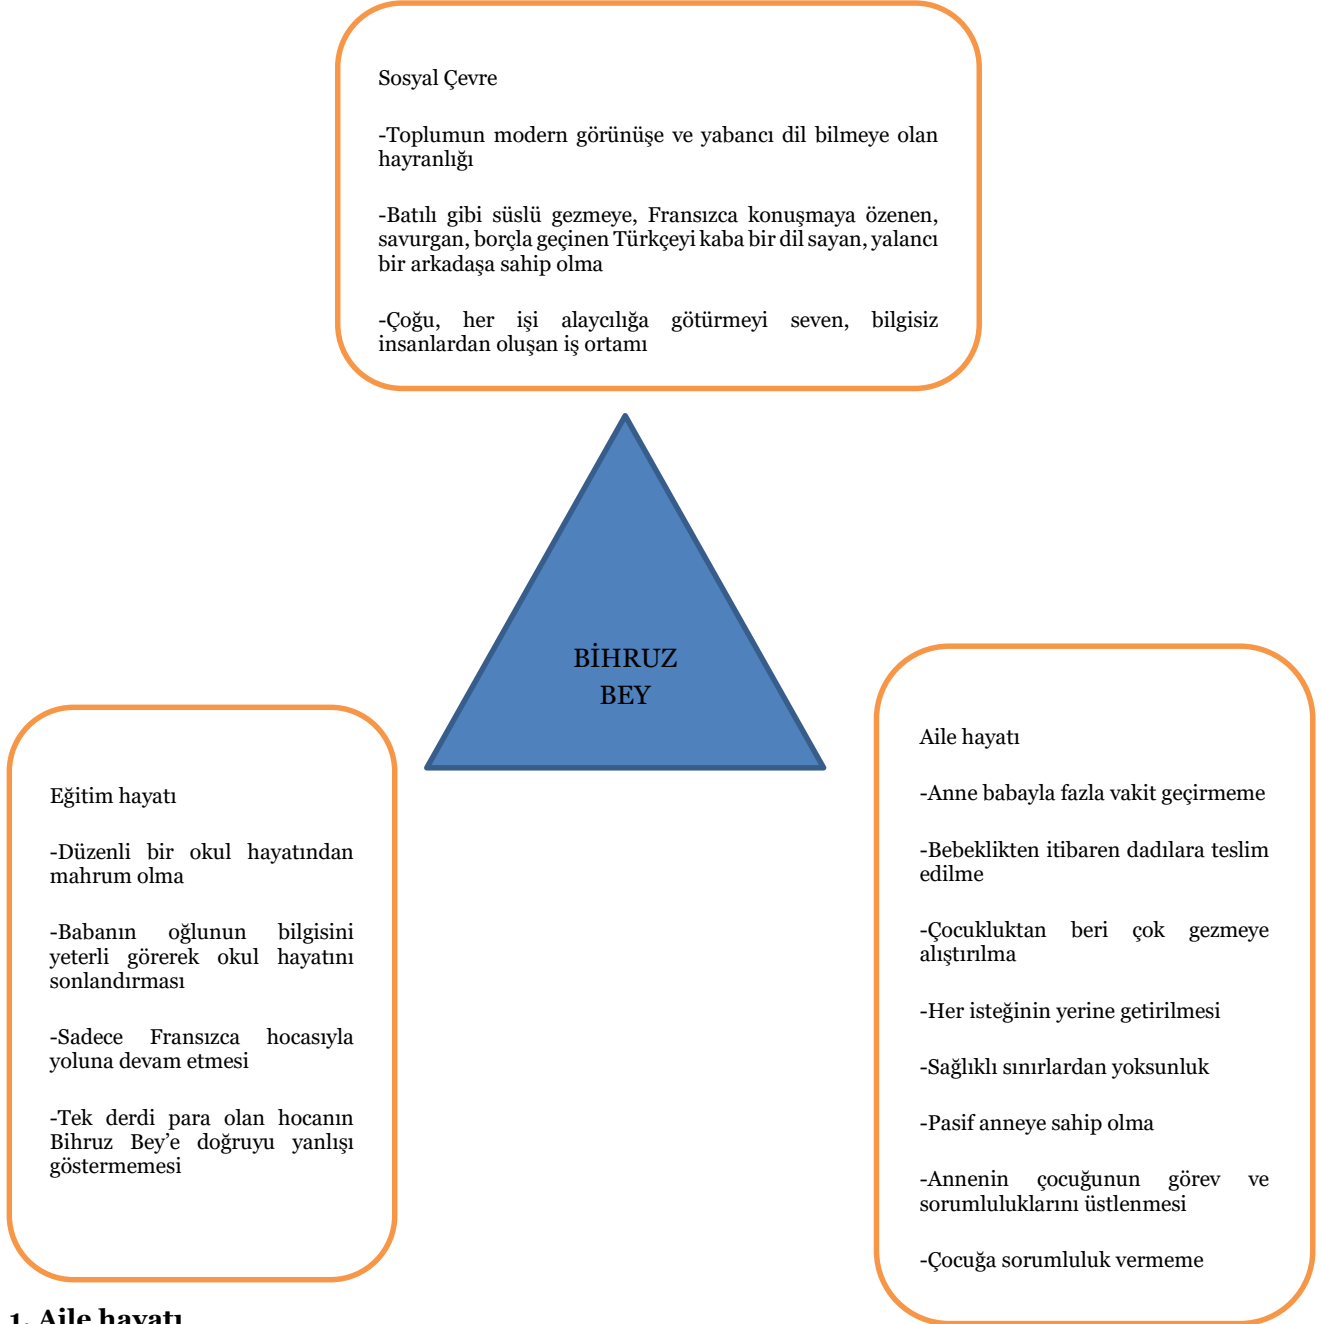 Sosyal Çevre
-Toplumun modern görünüşe ve yabancı dil bilmeye olan
hayranlığı
-Batılı gibi süslü gezmeye, Fransızca konuşmaya özenen,
savurgan, borçla geçinen Türkçeyi kaba bir dil sayan, yalancı
bir arkadaşa sahip olma
-Çoğu, her işi alaycılığa götürmeyi seven, bilgisiz
insanlardan oluşan iş ortamı
BİHRUZ
BEY
Eğitim hayatı
-Düzenli bir okul hayatından
mahrum olma
-Babanın oğlunun bilgisini
yeterli görerek okul hayatını
sonlandırması
-Sadece Fransızca hocasıyla
yoluna devam etmesi
-Tek derdi para olan hocanın
Bihruz Bey’e doğruyu yanlışı
göstermemesi
Aile hayatı
-Anne babayla fazla vakit geçirmeme
-Bebeklikten itibaren dadılara teslim
edilme
-Çocukluktan beri çok gezmeye
alıştırılma
-Her isteğinin yerine getirilmesi
-Sağlıklı sınırlardan yoksunluk
-Pasif anneye sahip olma
-Annenin çocuğunun görev ve
sorumluluklarını üstlenmesi
-Çocuğa sorumluluk vermeme
1. Aile hayatı